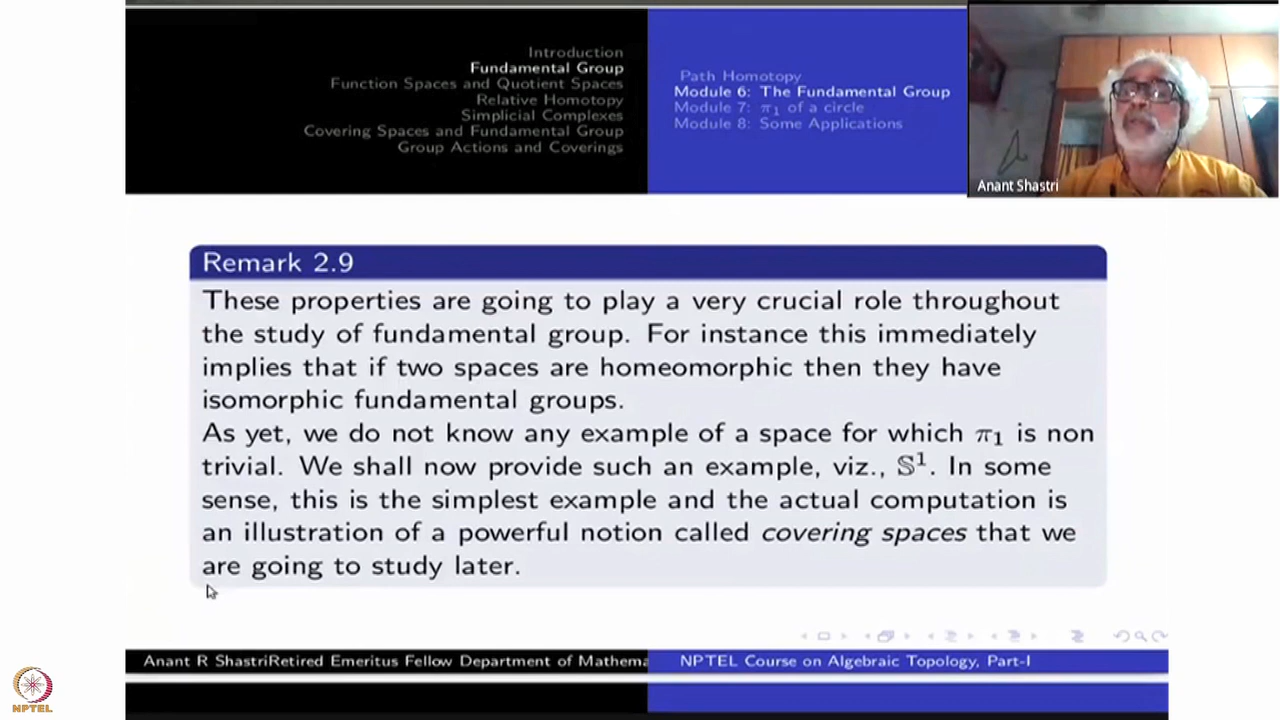 Introduction
Fundamental Group
Function Spaces and Quotient Spaces
Relative Homotopy
Simplicial Complexes
Covering Spaces and Fundamental Group
Group Actions and Coverings
Path Homotopy
Module 6: The Fundamental Group
Module 7: π₁ of a circle
Module 8: Some Applications
Anant Shastri
Remark 2.9
These properties are going to play a very crucial role throughout
the study of fundamental group. For instance this immediately
implies that if two spaces are homeomorphic then they have
isomorphic fundamental groups.
As yet, we do not know any example of a space for which π₁ is non
trivial. We shall now provide such an example, viz., 𝕊¹. In some
sense, this is the simplest example and the actual computation is
an illustration of a powerful notion called covering spaces that we
are going to study later.
Anant R ShastriRetired Emeritus Fellow Department of Mathema
NPTEL Course on Algebraic Topology, Part-I
NPTEL